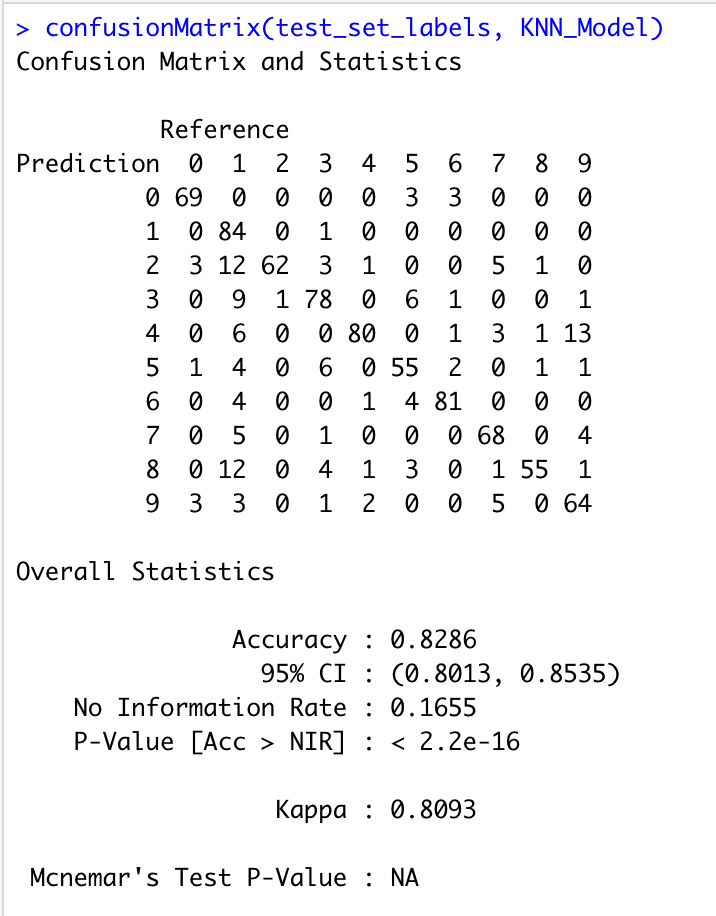 > confusionMatrix(test_set_labels, KNN_Model)
Confusion Matrix and Statistics

          Reference
Prediction  0  1  2  3  4  5  6  7  8  9
         0 69  0  0  0  0  3  3  0  0  0
         1  0 84  0  1  0  0  0  0  0  0
         2  3 12 62  3  1  0  0  5  1  0
         3  0  9  1 78  0  6  1  0  0  1
         4  0  6  0  0 80  0  1  3  1 13
         5  1  4  0  6  0 55  2  0  1  1
         6  0  4  0  0  1  4 81  0  0  0
         7  0  5  0  1  0  0  0 68  0  4
         8  0 12  0  4  1  3  0  1 55  1
         9  3  3  0  1  2  0  0  5  0 64

Overall Statistics

               Accuracy : 0.8286
                 95% CI : (0.8013, 0.8535)
    No Information Rate : 0.1655
    P-Value [Acc > NIR] : < 2.2e-16

                  Kappa : 0.8093

 Mcnemar's Test P-Value : NA